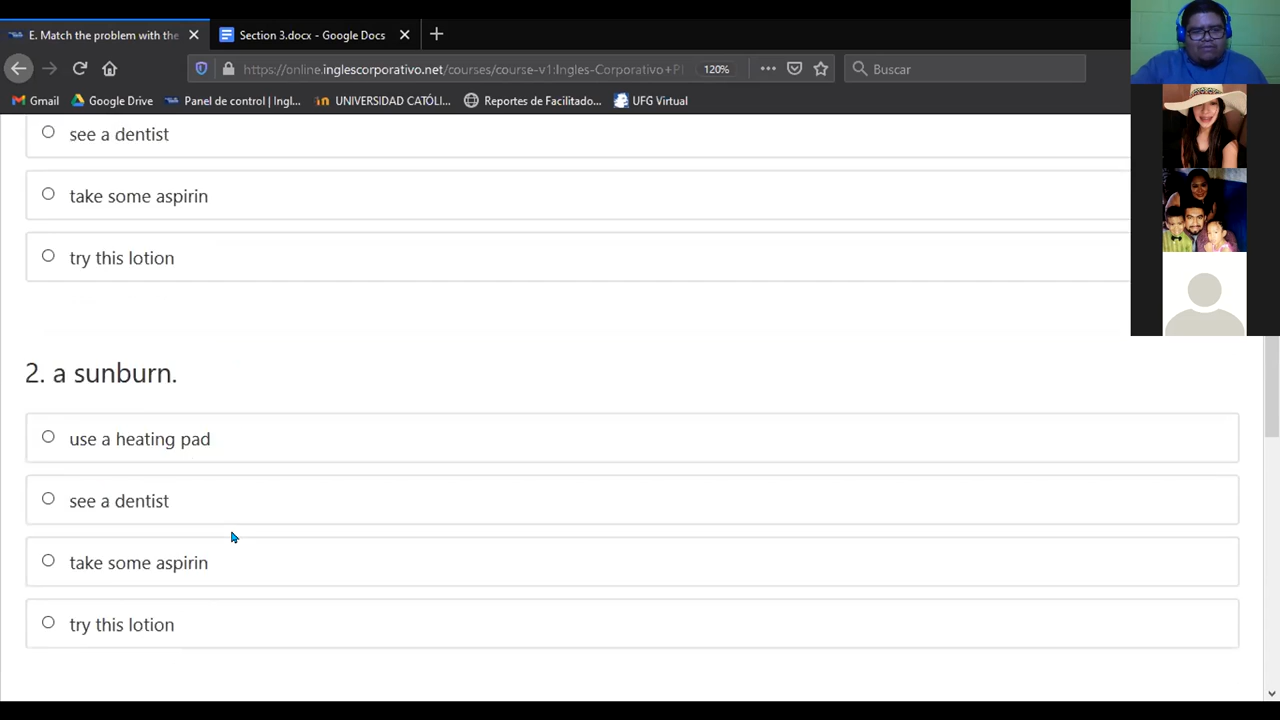 E. Match the problem with the
Section 3.docx - Google Docs
https://online.inglescorporativo.net/courses/course-v1:Ingles-Corporativo+P
120%
Buscar
Gmail
Google Drive
Panel de control | Ingl...
UNIVERSIDAD CATÓLI...
Reportes de Facilitado...
UFG Virtual
see a dentist
take some aspirin
try this lotion
2. a sunburn.
use a heating pad
see a dentist
take some aspirin
try this lotion